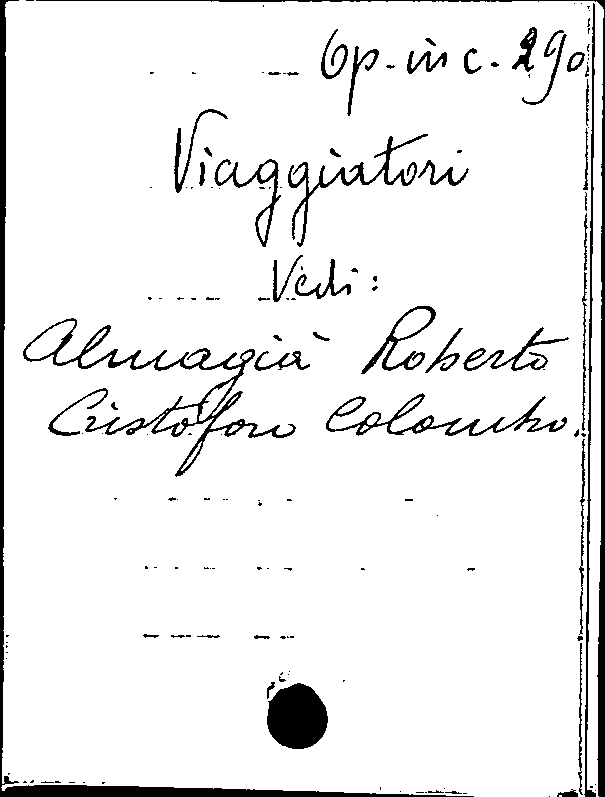 Op. in c. 290
Viaggiatori
Vedi:
Almagià Roberto
Cristoforo Colombo.